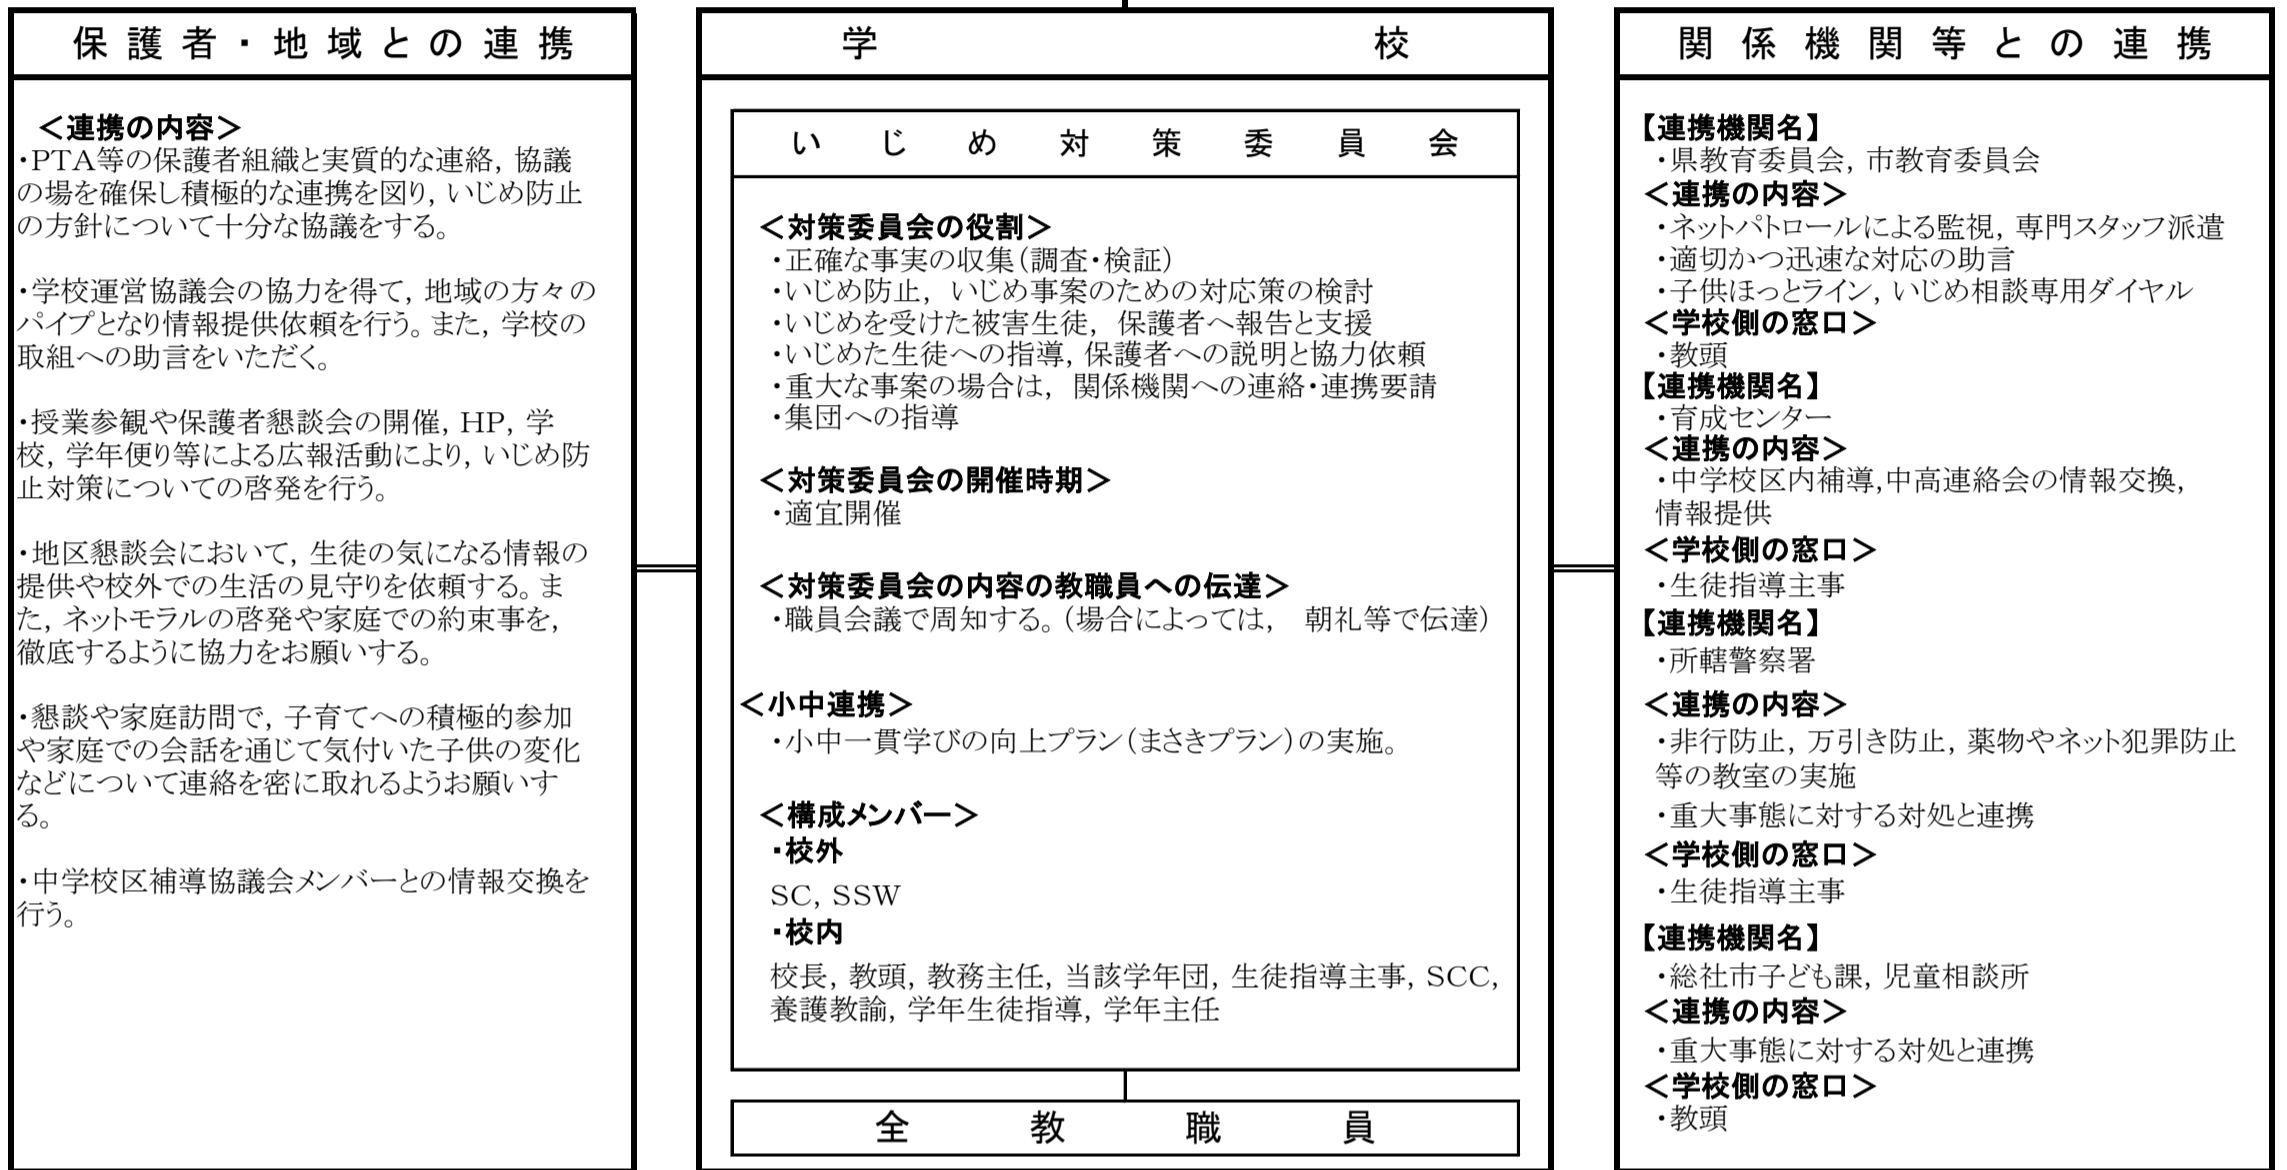 保護者・地域との連携
＜連携の内容＞
・PTA等の保護者組織と実質的な連絡，協議
の場を確保し積極的な連携を図り，いじめ防止
の方針について十分な協議をする。
・学校運営協議会の協力を得て，地域の方々の
パイプとなり情報提供依頼を行う。また，学校の
取組への助言をいただく。
・授業参観や保護者懇談会の開催，HP，学
校，学年便り等による広報活動により，いじめ防
止対策についての啓発を行う。
・地区懇談会において，生徒の気になる情報の
提供や校外での生活の見守りを依頼する。ま
た，ネットモラルの啓発や家庭での約束事を，
徹底するように協力をお願いする。
・懇談や家庭訪問で，子育てへの積極的参加
や家庭での会話を通じて気付いた子供の変化
などについて連絡を密に取れるようお願いす
る。
・中学校区補導協議会メンバーとの情報交換を
行う。
学校
いじめ対策委員会
＜対策委員会の役割＞
・正確な事実の収集（調査・検証）
・いじめ防止，いじめ事案のための対応策の検討
・いじめを受けた被害生徒，保護者へ報告と支援
・いじめた生徒への指導，保護者への説明と協力依頼
・重大な事案の場合は，関係機関への連絡・連携要請
・集団への指導
＜対策委員会の開催時期＞
・適宜開催
＜対策委員会の内容の教職員への伝達＞
・職員会議で周知する。（場合によっては，　朝礼等で伝達）
＜小中連携＞
・小中一貫学びの向上プラン（まさきプラン）の実施。
＜構成メンバー＞
・校外
SC，SSW
・校内
校長，教頭，教務主任，当該学年団，生徒指導主事，SCC，
養護教諭，学年生徒指導，学年主任
全教職員
関係機関等との連携
【連携機関名】
・県教育委員会，市教育委員会
＜連携の内容＞
・ネットパトロールによる監視，専門スタッフ派遣
・適切かつ迅速な対応の助言
・子供ほっとライン，いじめ相談専用ダイヤル
＜学校側の窓口＞
・教頭
【連携機関名】
・育成センター
＜連携の内容＞
・中学校区内補導，中高連絡会の情報交換，
情報提供
＜学校側の窓口＞
・生徒指導主事
【連携機関名】
・所轄警察署
＜連携の内容＞
・非行防止，万引き防止，薬物やネット犯罪防止
等の教室の実施
・重大事態に対する対処と連携
＜学校側の窓口＞
・生徒指導主事
【連携機関名】
・総社市子ども課，児童相談所
＜連携の内容＞
・重大事態に対する対処と連携
＜学校側の窓口＞
・教頭